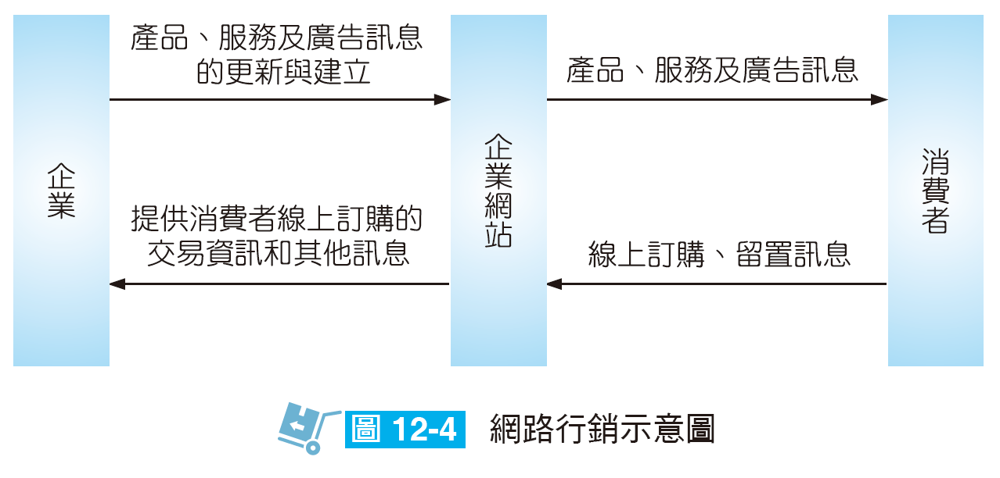 產品、服務及廣告訊息
的更新與建立
產品、服務及廣告訊息
企業
企業網站
消費者
提供消費者線上訂購的
交易資訊和其他訊息
線上訂購、留置訊息
圖 12-4 網路行銷示意圖